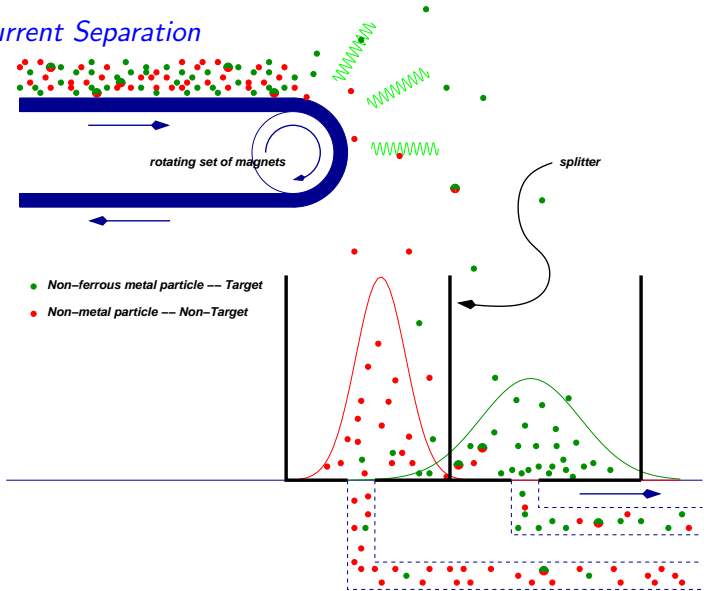 urrent Separation
rotating set of magnets
splitter
Non–ferrous metal particle –– Target
Non–metal particle –– Non–Target